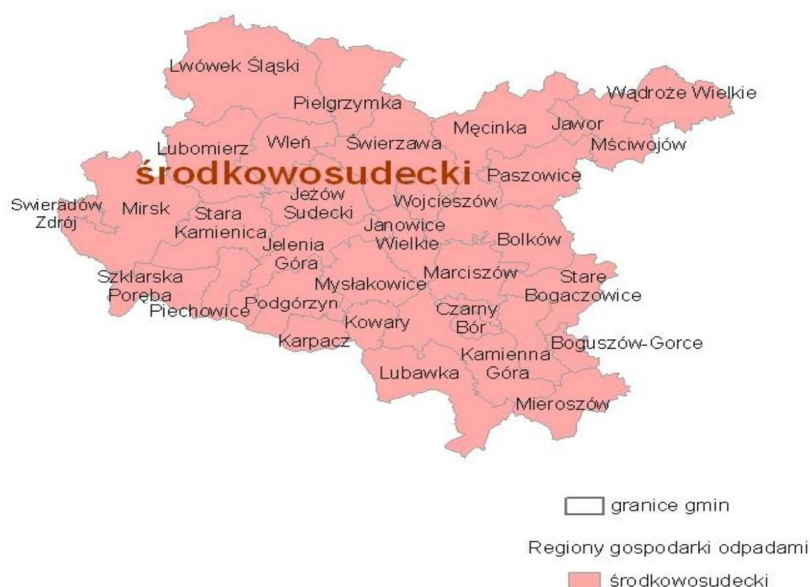 Lwówek Śląski
Wądroże Wielkie
Pielgrzymka
Męcinka
Jawor
Lubomierz
Wleń
Świerzawa
Mściwojów
środkowosudecki
Paszowice
Swieradów
Zdrój
Mirsk
Stara
Kamienica
Jeżów
Sudecki
Wojcieszów
Janowice
Wielkie
Bolków
Jelenia
Góra
Szklarska
Poręba
Mysłakowice
Marciszów
Stare
Bogaczowice
Piechowice
Podgórzyn
Kowary
Czarny
Bór
Karpacz
Boguszów-Gorce
Lubawka
Kamienna
Góra
Mieroszów
granice gmin
Regiony gospodarki odpadami
środkowosudecki